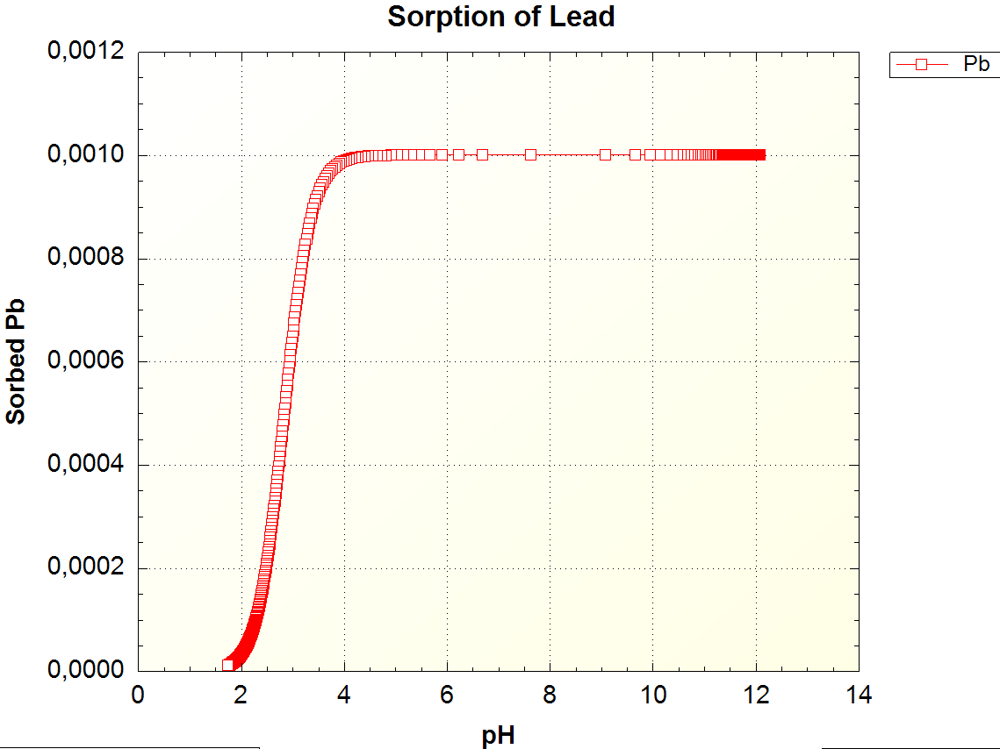 Sorption of Lead
Pb
0,0012
0,0010
0,0008
0,0006
0,0004
0,0002
0,0000
Sorbed Pb
0 2 4 6 8 10 12 14
pH